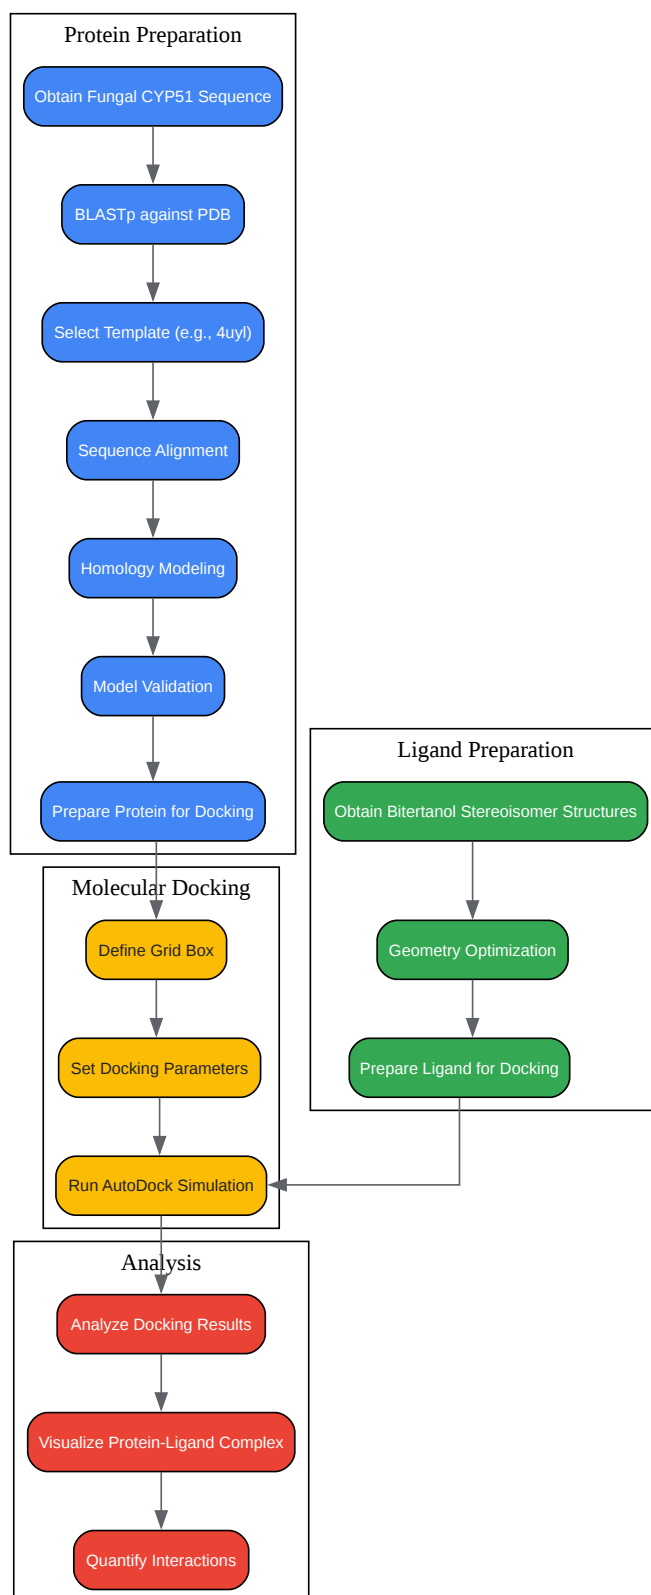 Protein Preparation
Obtain Fungal CYP51 Sequence
BLASTp against PDB
Select Template (e.g., 4uyl)
Sequence Alignment
Homology Modeling
Model Validation
Prepare Protein for Docking
Ligand Preparation
Obtain Bitertanol Stereoisomer Structures
Geometry Optimization
Prepare Ligand for Docking
Molecular Docking
Define Grid Box
Set Docking Parameters
Run AutoDock Simulation
Analysis
Analyze Docking Results
Visualize Protein-Ligand Complex
Quantify Interactions